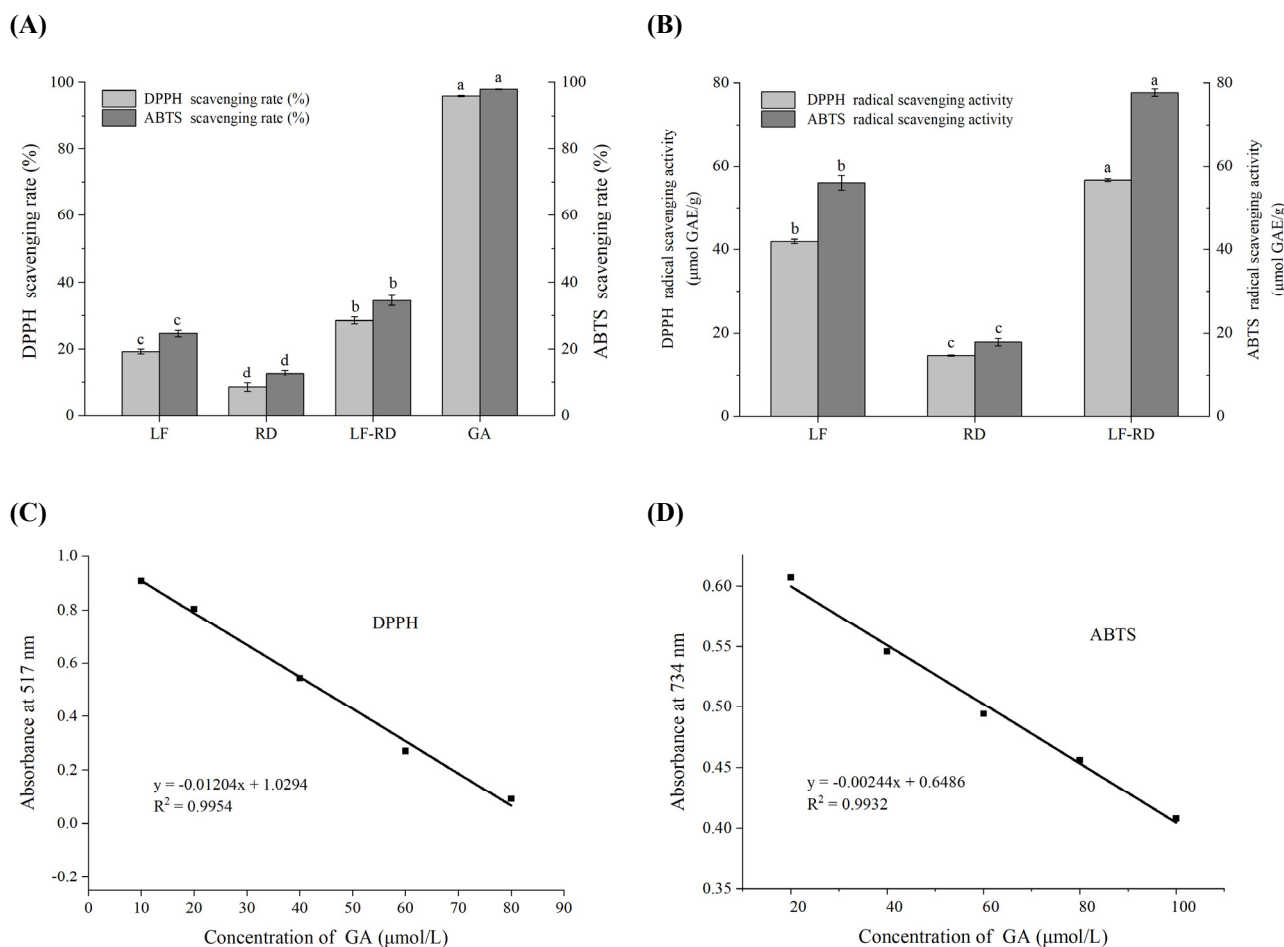 (A)
DPPH scavenging rate (%)
ABTS scavenging rate (%)
DPPH scavenging rate (%)
ABTS scavenging rate (%)
100
80
60
40
20
0
100
80
60
40
20
0
c
c
d
d
b
b
a
a
LF
RD
LF-RD
GA
(B)
DPPH radical scavenging activity
ABTS radical scavenging activity
DPPH radical scavenging activity
(μmol GAE/g)
ABTS radical scavenging activity
(μmol GAE/g)
80
60
40
20
0
80
60
40
20
0
b
b
c
c
a
a
LF
RD
LF-RD
(C)
Absorbance at 517 nm
1.0
0.8
0.6
0.4
0.2
0.0
-0.2
DPPH
y = -0.01204x + 1.0294
R² = 0.9954
0
10
20
30
40
50
60
70
80
90
Concentration of GA (μmol/L)
(D)
Absorbance at 734 nm
0.60
0.55
0.50
0.45
0.40
0.35
ABTS
y = -0.00244x + 0.6486
R² = 0.9932
20
40
60
80
100
Concentration of GA (μmol/L)